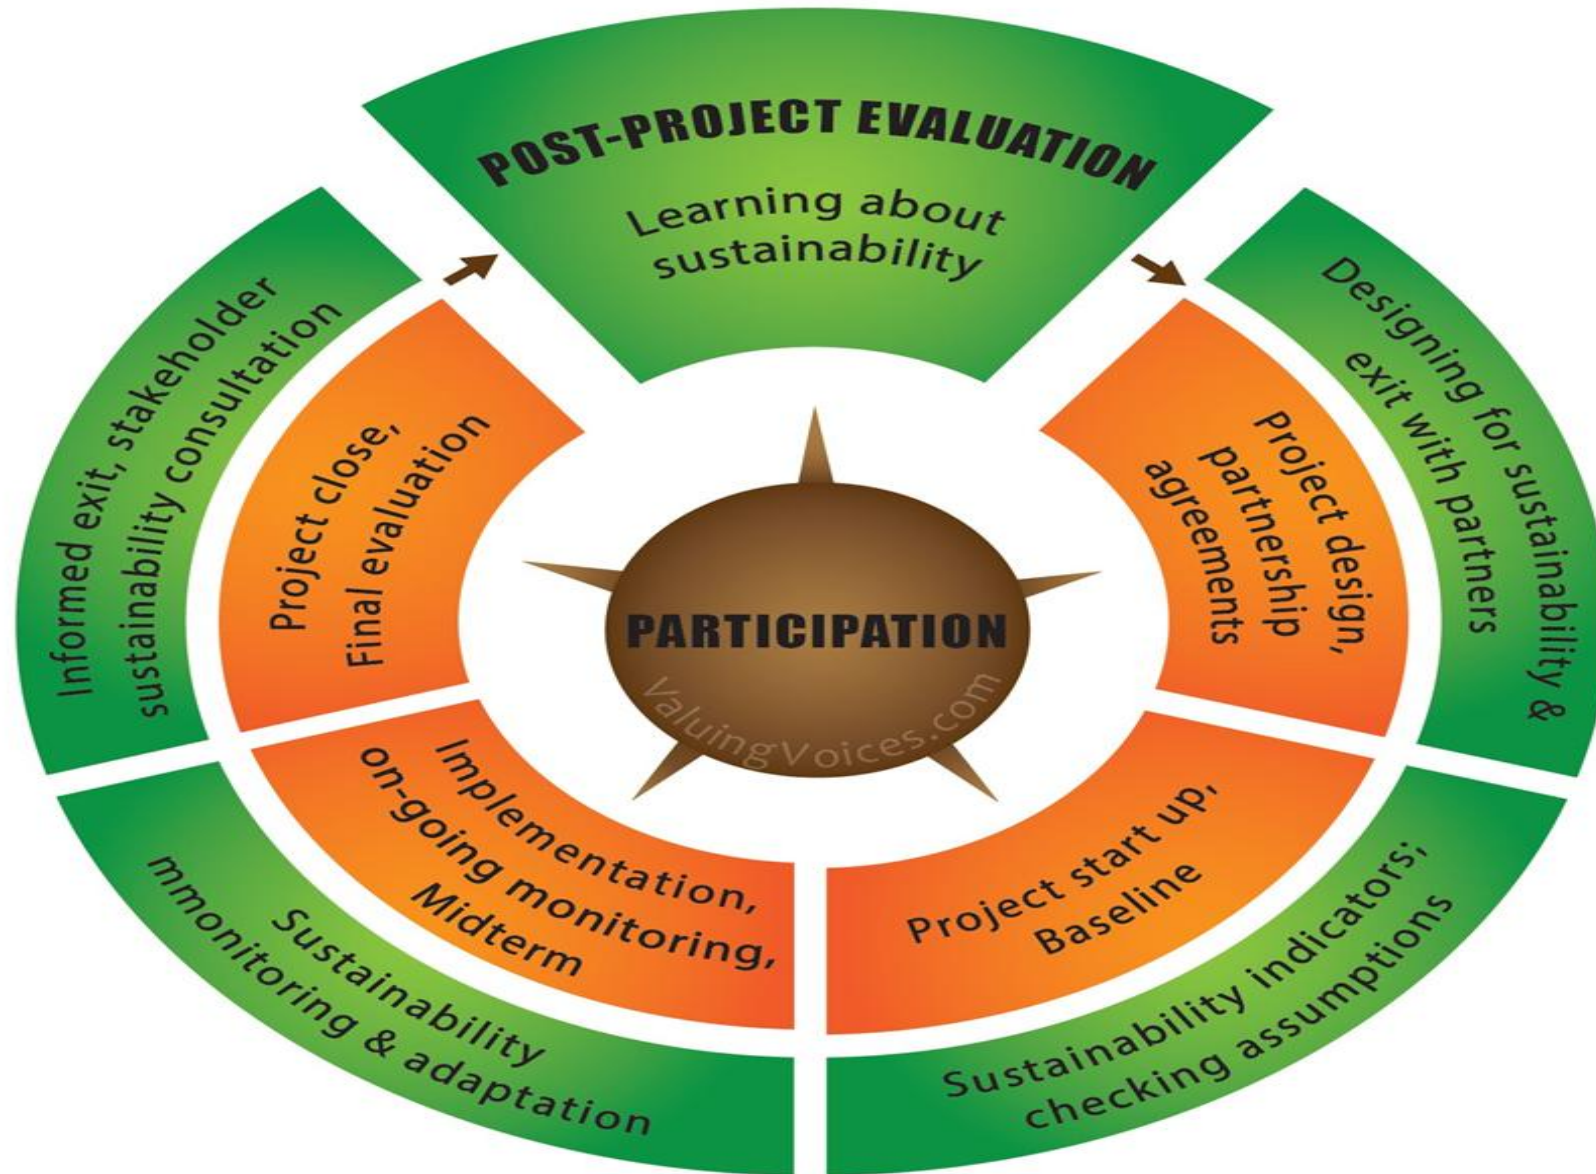 POST-PROJECT EVALUATION
Learning about
sustainability
Designing for sustainability &
exit with partners
Project design,
partnership
agreements
Project start up,
Baseline
Sustainability indicators;
checking assumptions
Implementation,
on-going monitoring,
Midterm
Sustainability
mmonitoring & adaptation
Project close,
Final evaluation
Informed exit, stakeholder
sustainability consultation
PARTICIPATION
ValuingVoices.com